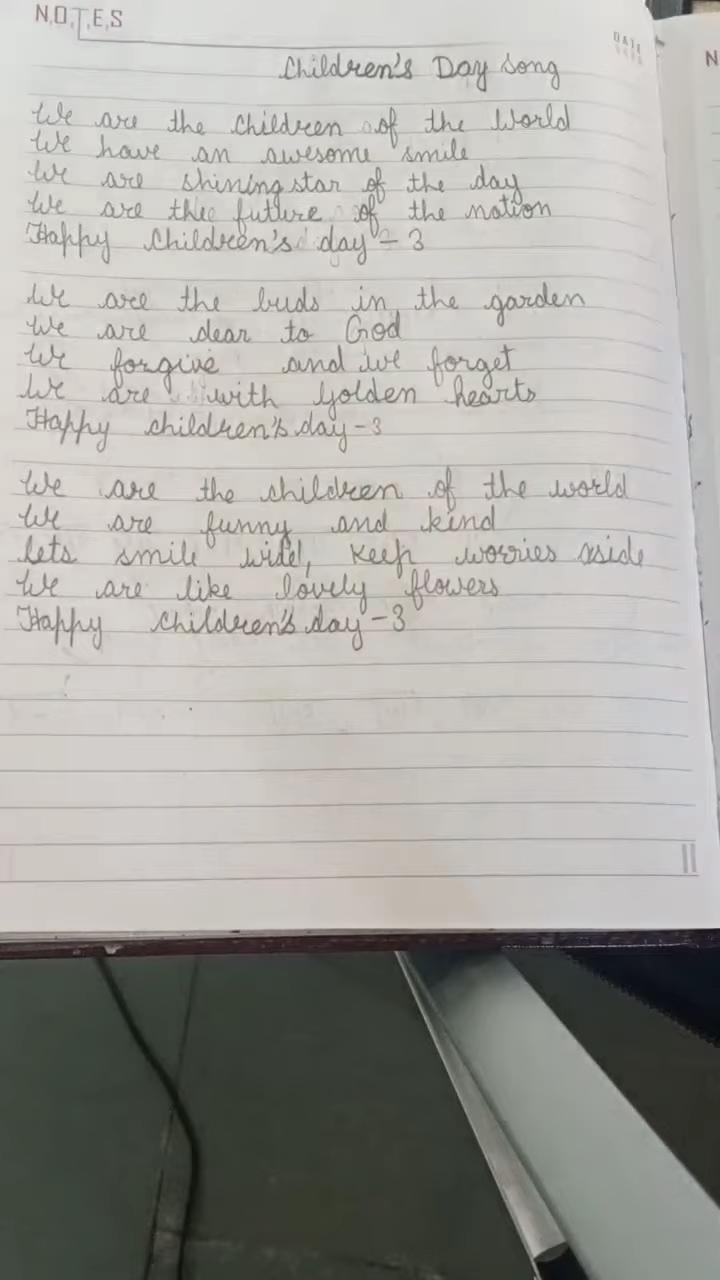 N,O,T,E,S
DATE
N
Children's Day song
We are the children of the World
We have an awesome smile
We are shining star of the day
We are the future of the nation
Happy Children's day - 3
We are the buds in the garden
We are dear to God
We forgive and we forget
We are with golden hearts
Happy children's day - 3
We are the children of the world
We are funny and kind
lets smile wide, keep worries aside
We are like lovely flowers
Happy children's day - 3